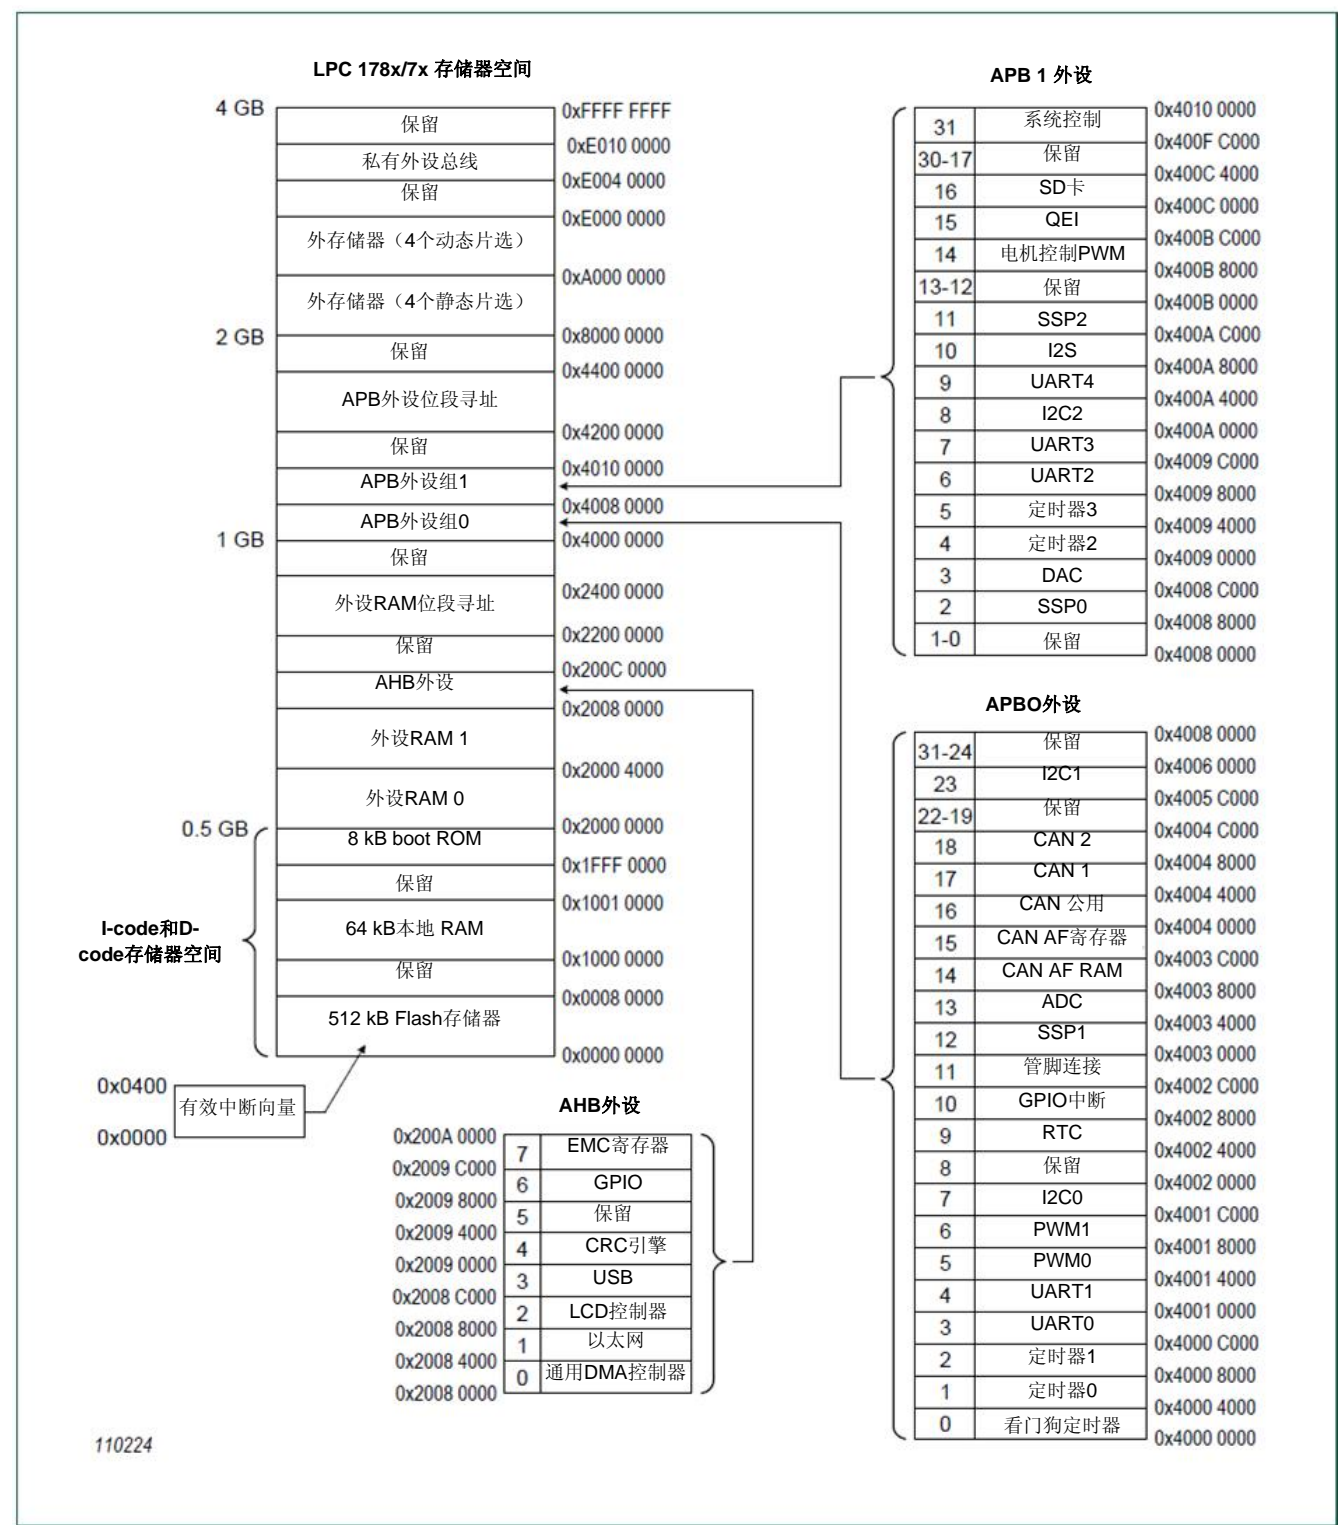 LPC 178x/7x 存储器空间
4 GB
0xFFFF FFFF
保留
0xE010 0000
私有外设总线
0xE004 0000
保留
0xE000 0000
外存储器（4个动态片选）
0xA000 0000
外存储器（4个静态片选）
2 GB
0x8000 0000
保留
0x4400 0000
APB外设位段寻址
0x4200 0000
保留
0x4010 0000
APB外设组1
0x4008 0000
APB外设组0
1 GB
0x4000 0000
保留
0x2400 0000
外设RAM位段寻址
0x2200 0000
保留
0x200C 0000
AHB外设
0x2008 0000
外设RAM 1
0x2000 4000
外设RAM 0
0.5 GB
0x2000 0000
8 kB boot ROM
0x1FFF 0000
保留
0x1001 0000
64 kB本地 RAM
I-code和D-
code存储器空间
0x1000 0000
保留
0x0008 0000
512 kB Flash存储器
0x0000 0000
0x0400
有效中断向量
0x0000
AHB外设
0x200A 0000
7 EMC寄存器
0x2009 C000
6 GPIO
0x2009 8000
5 保留
0x2009 4000
4 CRC引擎
0x2009 0000
3 USB
0x2008 C000
2 LCD控制器
0x2008 8000
1 以太网
0x2008 4000
0 通用DMA控制器
0x2008 0000
APB 1 外设
0x4010 0000
31 系统控制
0x400F C000
30-17 保留
0x400C 4000
16 SD卡
0x400C 0000
15 QEI
0x400B C000
14 电机控制PWM
0x400B 8000
13-12 保留
0x400B 0000
11 SSP2
0x400A C000
10 I2S
0x400A 8000
9 UART4
0x400A 4000
8 I2C2
0x400A 0000
7 UART3
0x4009 C000
6 UART2
0x4009 8000
5 定时器3
0x4009 4000
4 定时器2
0x4009 0000
3 DAC
0x4008 C000
2 SSP0
0x4008 8000
1-0 保留
0x4008 0000
APBO外设
0x4008 0000
31-24 保留
0x4006 0000
23 I2C1
0x4005 C000
22-19 保留
0x4004 C000
18 CAN 2
0x4004 8000
17 CAN 1
0x4004 4000
16 CAN 公用
0x4004 0000
15 CAN AF寄存器
0x4003 C000
14 CAN AF RAM
0x4003 8000
13 ADC
0x4003 4000
12 SSP1
0x4003 0000
11 管脚连接
0x4002 C000
10 GPIO中断
0x4002 8000
9 RTC
0x4002 4000
8 保留
0x4002 0000
7 I2C0
0x4001 C000
6 PWM1
0x4001 8000
5 PWM0
0x4001 4000
4 UART1
0x4001 0000
3 UART0
0x4000 C000
2 定时器1
0x4000 8000
1 定时器0
0x4000 4000
0 看门狗定时器
0x4000 0000
110224